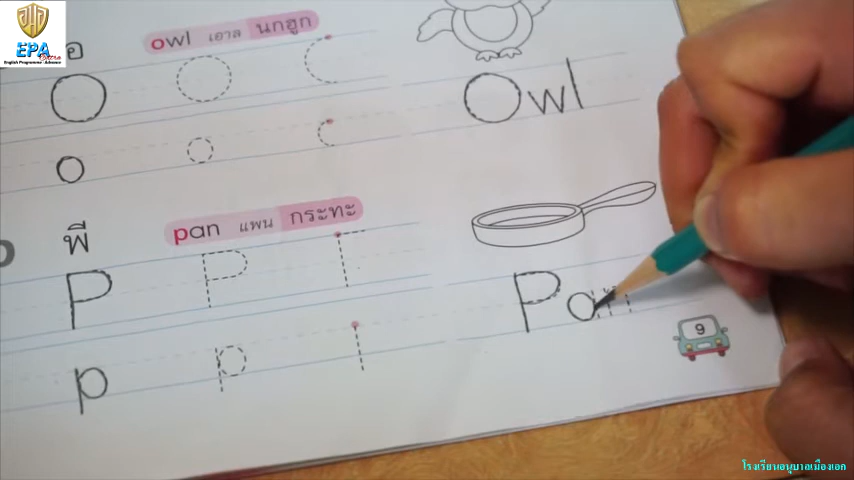 EPA Extra
English Programme Advance
อ
owl เอาล นกฮูก
O O
Owl
o o
พี
pan แพน กระทะ
P P
Pan
p p
9
โรงเรียนอนุบาลเมืองเอก